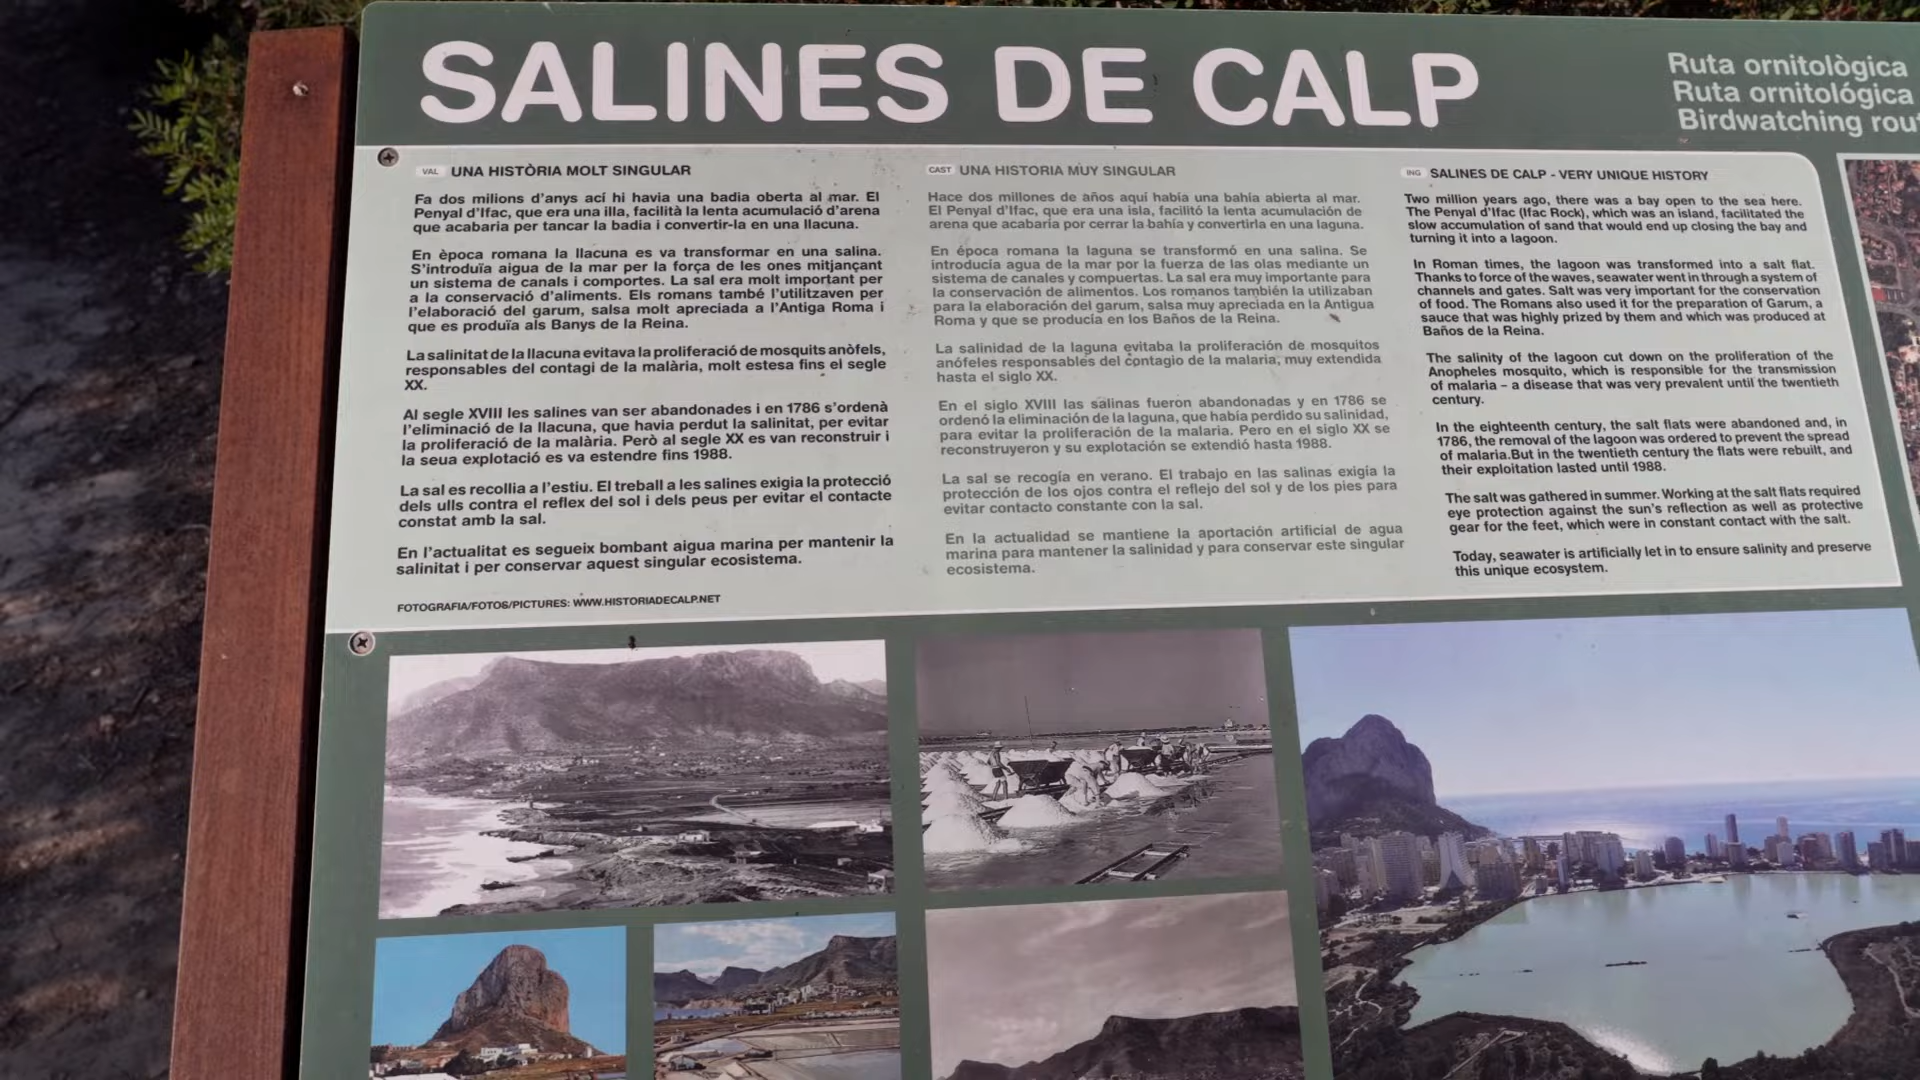 SALINES DE CALP
Ruta ornitològica
Ruta ornitológica
Birdwatching
VAL UNA HISTÒRIA MOLT SINGULAR
Fa dos milions d'anys ací hi havia una badia oberta al mar. El
Penyal d'Ifac, que era una illa, facilità la lenta acumulació d'arena
que acabaria per tancar la badia i convertir-la en una llacuna.
En època romana la llacuna es va transformar en una salina.
S'introduïa aigua de la mar per la força de les ones mitjançant
un sistema de canals i comportes. La sal era molt important per
a la conservació d'aliments. Els romans també l'utilitzaven per
l'elaboració del garum, salsa molt apreciada a l'Antiga Roma i
que es produïa als Banys de la Reina.
La salinitat de la llacuna evitava la proliferació de mosquits anòfels,
responsables del contagi de la malària, molt estesa fins el segle
XX.
Al segle XVIII les salines van ser abandonades i en 1786 s'ordenà
l'eliminació de la llacuna, que havia perdut la salinitat, per evitar
la proliferació de la malària. Però al segle XX es van reconstruir i
la seua explotació es va estendre fins 1988.
La sal es recollia a l'estiu. El treball a les salines exigia la protecció
dels ulls contra el reflex del sol i dels peus per evitar el contacte
constat amb la sal.
En l'actualitat es segueix bombant aigua marina per mantenir la
salinitat i per conservar aquest singular ecosistema.
FOTOGRAFIA/FOTOS/PICTURES: WWW.HISTORIADECALP.NET
CAST UNA HISTORIA MUY SINGULAR
Hace dos millones de años aquí había una bahía abierta al mar.
El Penyal d'Ifac, que era una isla, facilitó la lenta acumulación de
arena que acabaría por cerrar la bahía y convertirla en una laguna.
En época romana la laguna se transformó en una salina. Se
introducía agua de la mar por la fuerza de las olas mediante un
sistema de canales y compuertas. La sal era muy importante para
la conservación de alimentos. Los romanos también la utilizaban
para la elaboración del garum, salsa muy apreciada en la Antigua
Roma y que se producía en los Baños de la Reina.
La salinidad de la laguna evitaba la proliferación de mosquitos
anófeles responsables del contagio de la malaria, muy extendida
hasta el siglo XX.
En el siglo XVIII las salinas fueron abandonadas y en 1786 se
ordenó la eliminación de la laguna, que había perdido su salinidad,
para evitar la proliferación de la malaria. Pero en el siglo XX se
reconstruyeron y su explotación se extendió hasta 1988.
La sal se recogía en verano. El trabajo en las salinas exigía la
protección de los ojos contra el reflejo del sol y de los pies para
evitar contacto constante con la sal.
En la actualidad se mantiene la aportación artificial de agua
marina para mantener la salinidad y para conservar este singular
ecosistema.
ING SALINES DE CALP - VERY UNIQUE HISTORY
Two million years ago, there was a bay open to the sea here.
The Penyal d'Ifac (Ifac Rock), which was an island, facilitated the
slow accumulation of sand that would end up closing the bay and
turning it into a lagoon.
In Roman times, the lagoon was transformed into a salt flat.
Thanks to force of the waves, seawater went in through a system of
channels and gates. Salt was very important for the conservation
of food. The Romans also used it for the preparation of Garum, a
sauce that was highly prized by them and which was produced at
Baños de la Reina.
The salinity of the lagoon cut down on the proliferation of the
Anopheles mosquito, which is responsible for the transmission
of malaria – a disease that was very prevalent until the twentieth
century.
In the eighteenth century, the salt flats were abandoned and, in
1786, the removal of the lagoon was ordered to prevent the spread
of malaria.But in the twentieth century the flats were rebuilt, and
their exploitation lasted until 1988.
The salt was gathered in summer. Working at the salt flats required
eye protection against the sun's reflection as well as protective
gear for the feet, which were in constant contact with the salt.
Today, seawater is artificially let in to ensure salinity and preserve
this unique ecosystem.